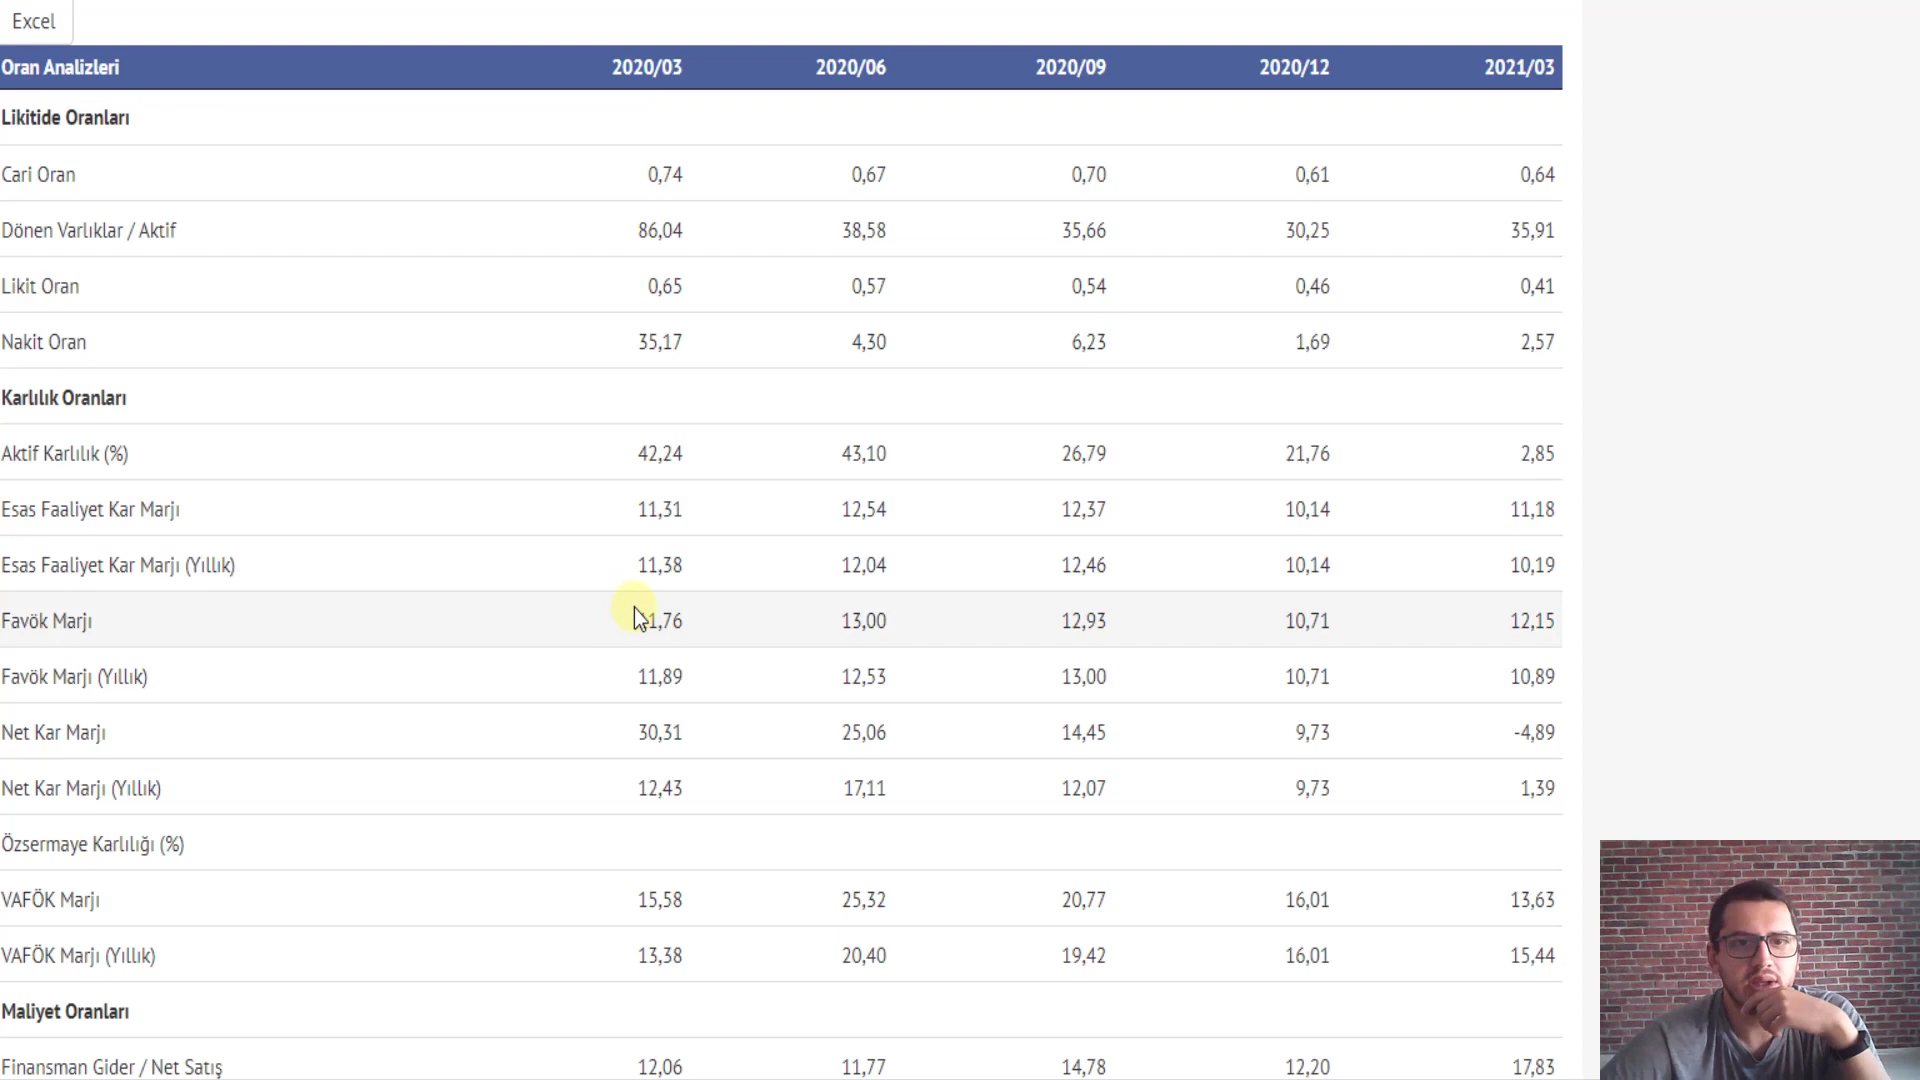 Excel
Oran Analizleri 2020/03 2020/06 2020/09 2020/12 2021/03
Likitide Oranları
Cari Oran 0,74 0,67 0,70 0,61 0,64
Dönen Varlıklar / Aktif 86,04 38,58 35,66 30,25 35,91
Likit Oran 0,65 0,57 0,54 0,46 0,41
Nakit Oran 35,17 4,30 6,23 1,69 2,57
Karlılık Oranları
Aktif Karlılık (%) 42,24 43,10 26,79 21,76 2,85
Esas Faaliyet Kar Marjı 11,31 12,54 12,37 10,14 11,18
Esas Faaliyet Kar Marjı (Yıllık) 11,38 12,04 12,46 10,14 10,19
Favök Marjı 11,76 13,00 12,93 10,71 12,15
Favök Marjı (Yıllık) 11,89 12,53 13,00 10,71 10,89
Net Kar Marjı 30,31 25,06 14,45 9,73 -4,89
Net Kar Marjı (Yıllık) 12,43 17,11 12,07 9,73 1,39
Özsermaye Karlılığı (%)
VAFÖK Marjı 15,58 25,32 20,77 16,01 13,63
VAFÖK Marjı (Yıllık) 13,38 20,40 19,42 16,01 15,44
Maliyet Oranları
Finansman Gider / Net Satış 12,06 11,77 14,78 12,20 17,83